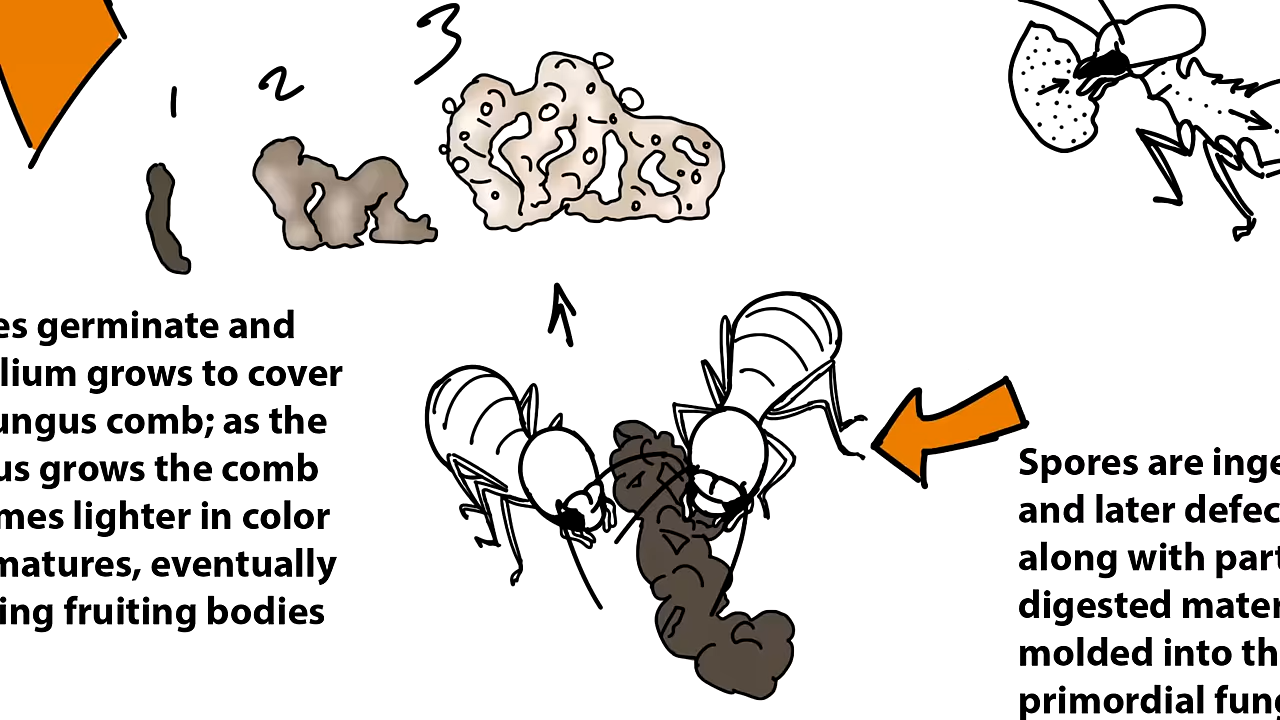 1
2
3
es germinate and
lium grows to cover
ungus comb; as the
us grows the comb
mes lighter in color
matures, eventually
ing fruiting bodies
Spores are inge
and later defec
along with part
digested mater
molded into th
primordial fung